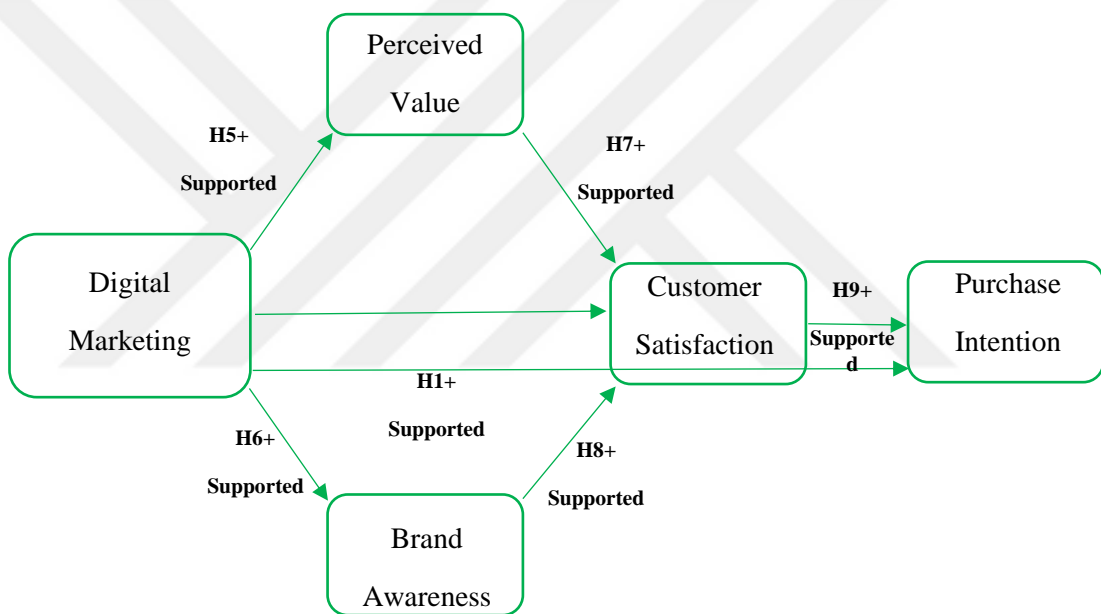 Perceived
Value
H5+
Supported
H7+
Supported
Digital
Marketing
Customer
Satisfaction
H9+
Supporte
d
Purchase
Intention
H1+
Supported
H6+
Supported
H8+
Supported
Brand
Awareness